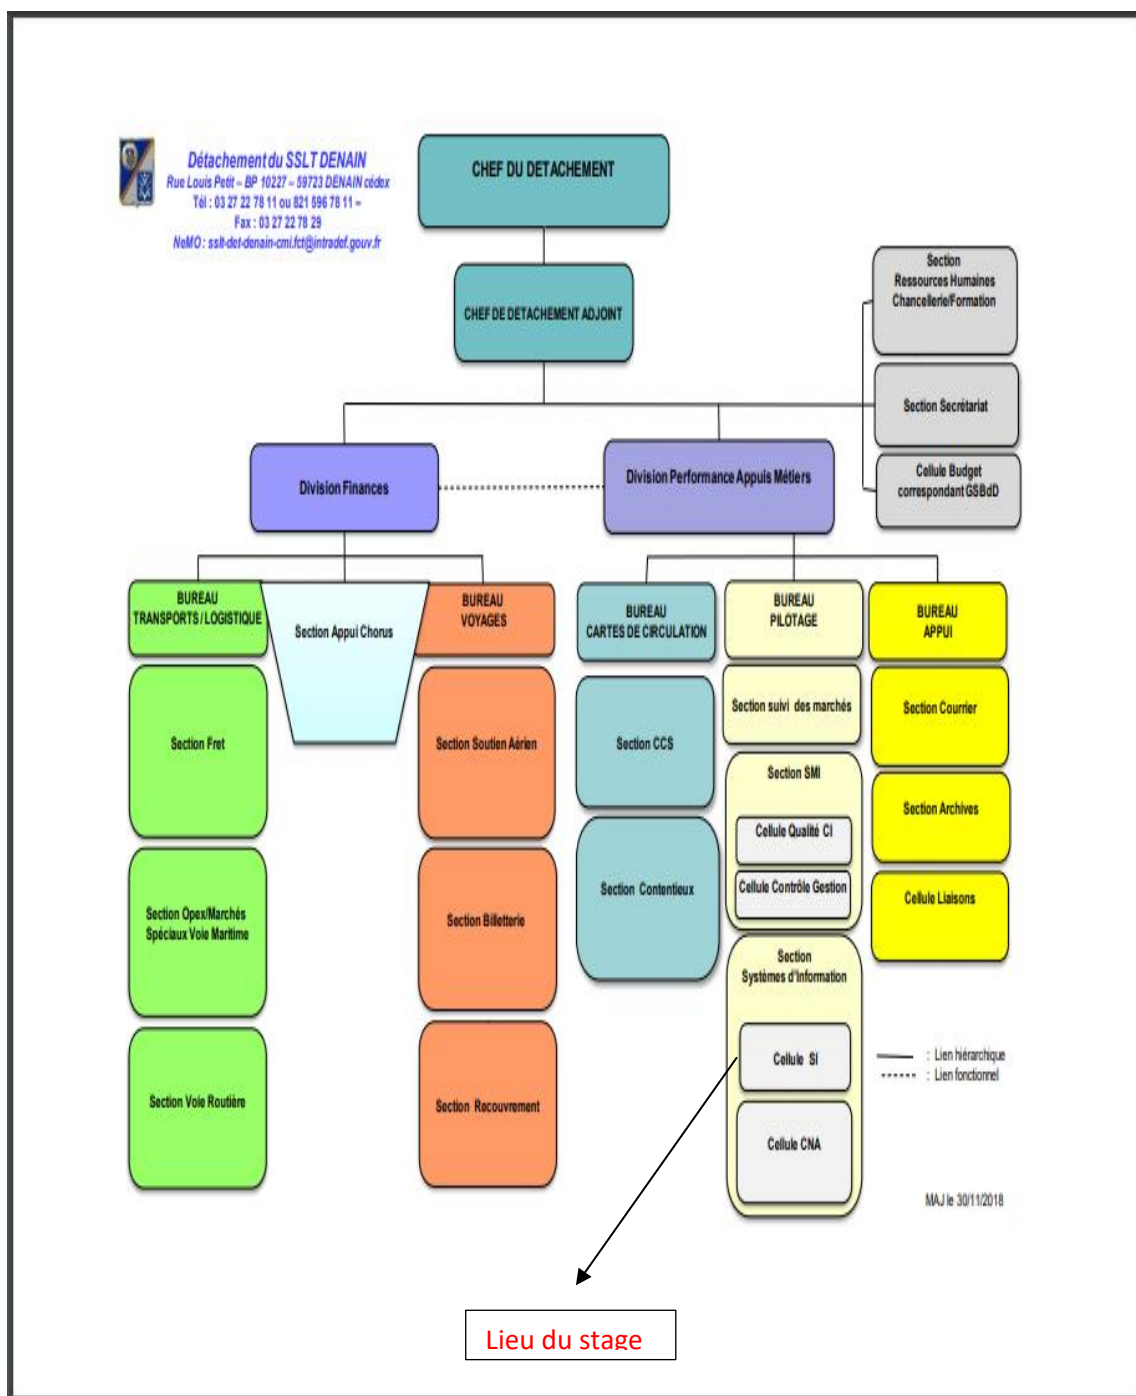 Détachement du SSLT DENAIN
Rue Louis Petit – BP 10227 – 59723 DENAIN cédex
Tél : 03 27 22 78 11 ou 821 596 78 11 –
Fax : 03 27 22 78 29
NeMO : sslt-det-denain-cmi.fct@intradef.gouv.fr
CHEF DU DETACHEMENT
CHEF DE DETACHEMENT ADJOINT
Section
Ressources Humaines
Chancellerie/Formation
Section Secrétariat
Cellule Budget
correspondant GSBdD
Division Finances
Division Performance Appuis Métiers
BUREAU
TRANSPORTS / LOGISTIQUE
Section Fret
Section Opex/Marchés
Spéciaux Voie Maritime
Section Voie Routière
Section Appui Chorus
BUREAU
VOYAGES
Section Soutien Aérien
Section Billetterie
Section Recouvrement
BUREAU
CARTES DE CIRCULATION
Section CCS
Section Contentieux
BUREAU
PILOTAGE
Section suivi des marchés
Section SMI
Cellule Qualité CI
Cellule Contrôle Gestion
Section
Systèmes d'Information
Cellule SI
Cellule CNA
BUREAU
APPUI
Section Courrier
Section Archives
Cellule Liaisons
: Lien hiérarchique
: Lien fonctionnel
MAJ le 30/11/2018
Lieu du stage